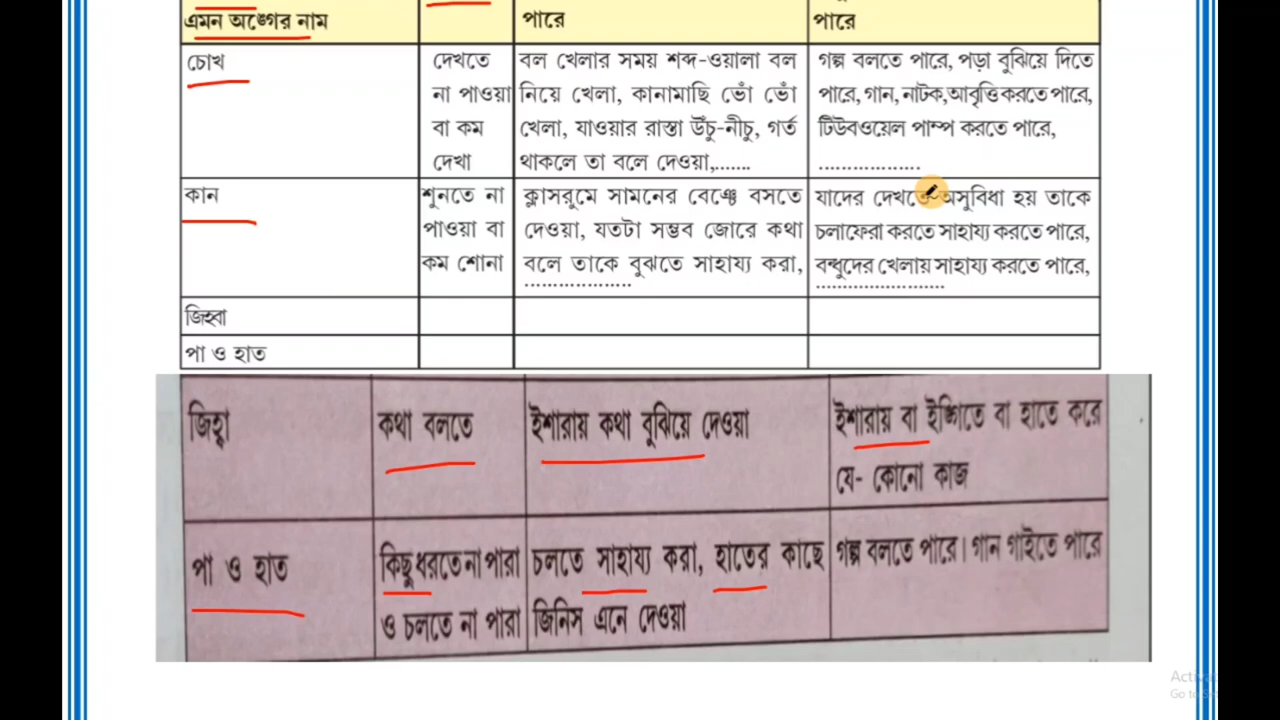 এমন অঙ্গের নাম
পারে
পারে
চোখ
দেখতে
না পাওয়া
বা কম
দেখা
বল খেলার সময় শব্দ-ওয়ালা বল
নিয়ে খেলা, কানামাছি ভোঁ ভোঁ
খেলা, যাওয়ার রাস্তা উঁচু-নীচু, গর্ত
থাকলে তা বলে দেওয়া,.......
গল্প বলতে পারে, পড়া বুঝিয়ে দিতে
পারে, গান, নাটক,আবৃত্তি করতে পারে,
টিউবওয়েল পাম্প করতে পারে,
....................
কান
শুনতে না
পাওয়া বা
কম শোনা
ক্লাসরুমে সামনের বেঞ্চে বসতে
দেওয়া, যতটা সম্ভব জোরে কথা
বলে তাকে বুঝতে সাহায্য করা,
.....................
যাদের দেখতে অসুবিধা হয় তাকে
চলাফেরা করতে সাহায্য করতে পারে,
বন্ধুদের খেলায় সাহায্য করতে পারে,
.........................
জিহ্বা
পা ও হাত
জিহ্বা
কথা বলতে
ইশারায় কথা বুঝিয়ে দেওয়া
ইশারায় বা ইঙ্গিতে বা হাতে করে
যে- কোনো কাজ
পা ও হাত
কিছু ধরতে না পারা
ও চলতে না পারা
চলতে সাহায্য করা, হাতের কাছে
জিনিস এনে দেওয়া
গল্প বলতে পারে। গান গাইতে পারে